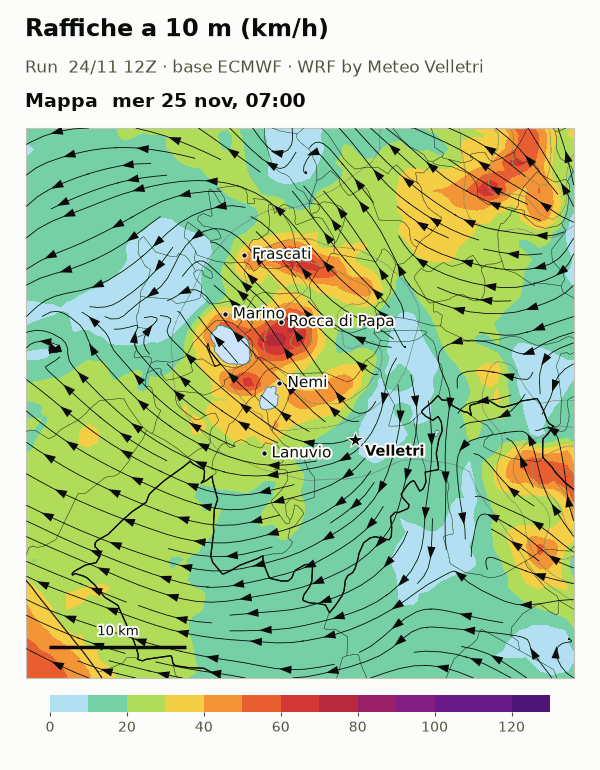 Raffiche a 10 m (km/h)
Run  24/11 12Z · base ECMWF · WRF by Meteo Velletri
Mappa  mer 25 nov, 07:00
Frascati
Marino
Rocca di Papa
Nemi
Velletri
Lanuvio
10 km
0 20 40 60 80 100 120